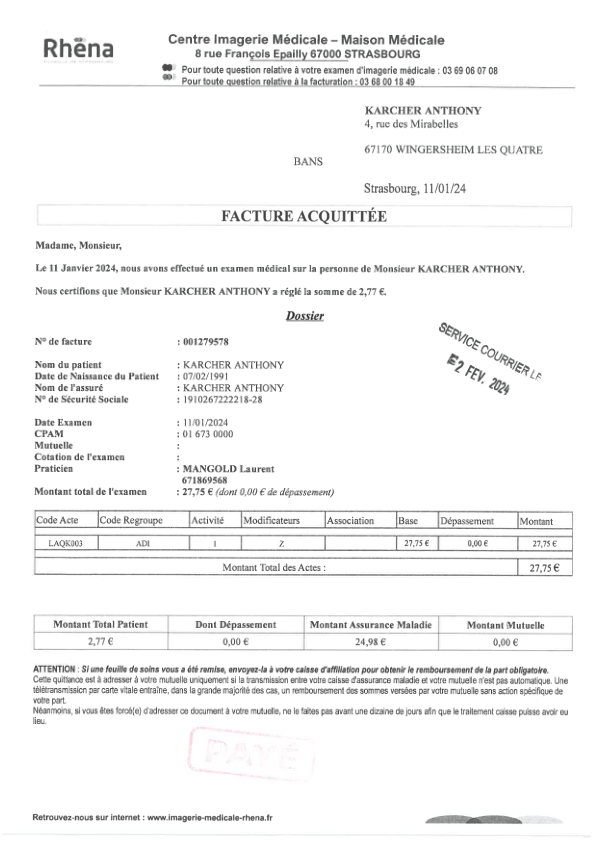 Rhēna
Centre Imagerie Médicale – Maison Médicale
8 rue François Epailly 67000 STRASBOURG
Pour toute question relative à votre examen d'imagerie médicale : 03 69 06 07 08
Pour toute question relative à la facturation : 03 68 00 18 49
KARCHER ANTHONY
4, rue des Mirabelles
67170 WINGERSHEIM LES QUATRE
BANS
Strasbourg, 11/01/24
FACTURE ACQUITTÉE
Madame, Monsieur,
Le 11 Janvier 2024, nous avons effectué un examen médical sur la personne de Monsieur KARCHER ANTHONY.
Nous certifions que Monsieur KARCHER ANTHONY a réglé la somme de 2,77 €.
Dossier
N° de facture : 001279578
SERVICE COURRIER LE
2 FEV. 2024
Nom du patient : KARCHER ANTHONY
Date de Naissance du Patient : 07/02/1991
Nom de l'assuré : KARCHER ANTHONY
N° de Sécurité Sociale : 1910267222218-28
Date Examen : 11/01/2024
CPAM : 01 673 0000
Mutuelle :
Cotation de l'examen :
Praticien : MANGOLD Laurent
671869568
Montant total de l'examen : 27,75 € (dont 0,00 € de dépassement)
Code Acte Code Regroupe Activité Modificateurs Association Base Dépassement Montant
LAQK003 ADI 1 Z 27,75 € 0,00 € 27,75 €
Montant Total des Actes : 27,75 €
Montant Total Patient Dont Dépassement Montant Assurance Maladie Montant Mutuelle
2,77 € 0,00 € 24,98 € 0,00 €
ATTENTION : Si une feuille de soins vous a été remise, envoyez-la à votre caisse d'affiliation pour obtenir le remboursement de la part obligatoire.
Cette quittance est à adresser à votre mutuelle uniquement si la transmission entre votre caisse d'assurance maladie et votre mutuelle n'est pas automatique. Une
télétransmission par carte vitale entraîne, dans la grande majorité des cas, un remboursement des sommes versées par votre mutuelle sans action spécifique de
votre part.
Néanmoins, si vous êtes forcé(e) d'adresser ce document à votre mutuelle, ne le faites pas avant une dizaine de jours afin que le traitement caisse puisse avoir eu
lieu.
PAYÉ
Retrouvez-nous sur internet : www.imagerie-medicale-rhena.fr